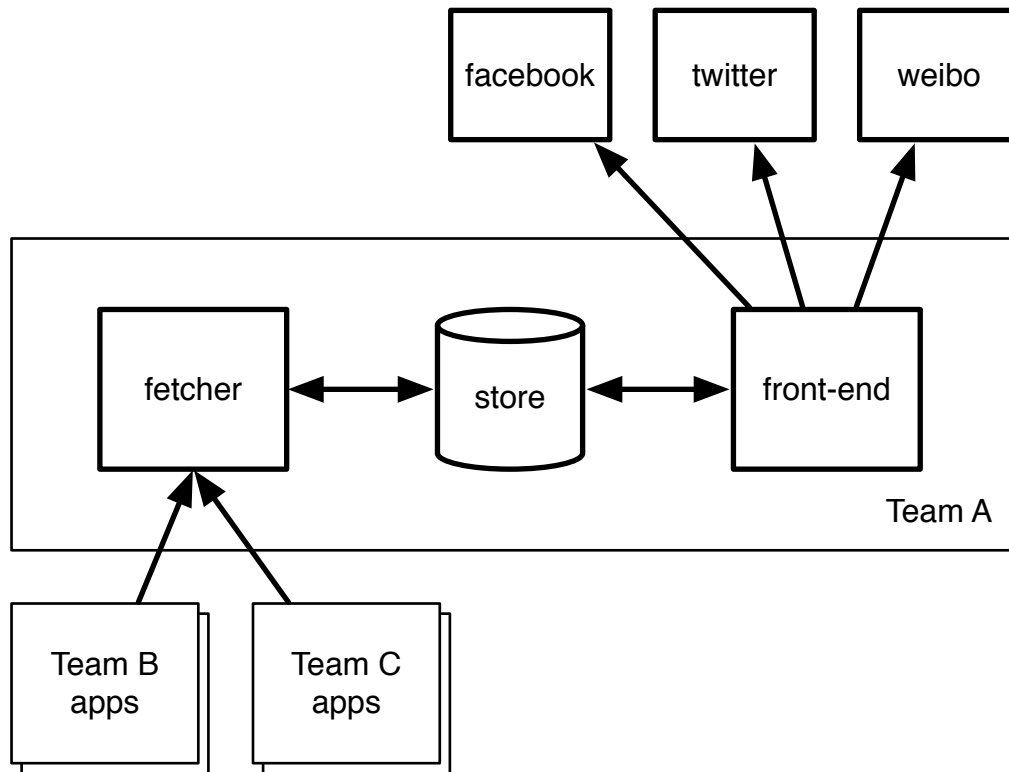 facebook
twitter
weibo
fetcher
store
front-end
Team A
Team B
apps
Team C
apps